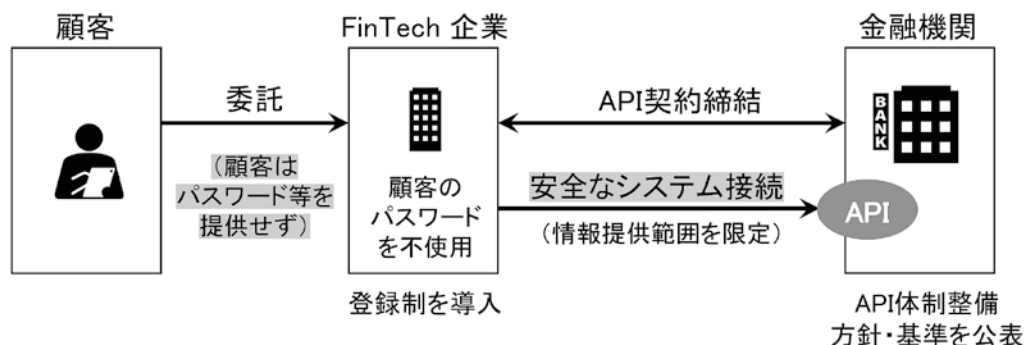 顧客
委託
(顧客は
パスワード等を
提供せず)
FinTech 企業
顧客の
パスワード
を不使用
登録制を導入
API契約締結
安全なシステム接続
(情報提供範囲を限定)
金融機関
BANK
API
API体制整備
方針・基準を公表